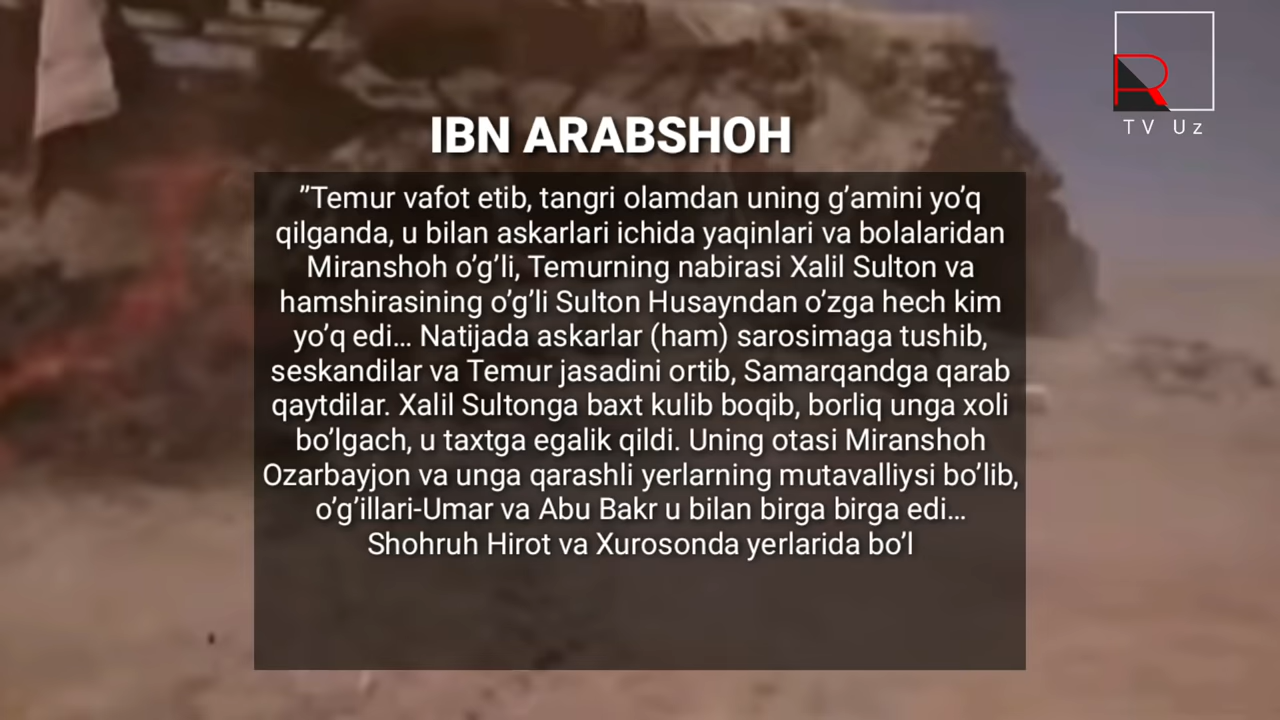 R
TV Uz
IBN ARABSHOH
”Temur vafot etib, tangri olamdan uning g’amini yo’q
qilganda, u bilan askarlari ichida yaqinlari va bolalaridan
Miranshoh o’g’li, Temurning nabirasi Xalil Sulton va
hamshirasining o’g’li Sulton Husayndan o’zga hech kim
yo’q edi... Natijada askarlar (ham) sarosimaga tushib,
seskandilar va Temur jasadini ortib, Samarqandga qarab
qaytdilar. Xalil Sultonga baxt kulib boqib, borliq unga xoli
bo’lgach, u taxtga egalik qildi. Uning otasi Miranshoh
Ozarbayjon va unga qarashli yerlarning mutavalliysi bo’lib,
o’g’illari-Umar va Abu Bakr u bilan birga birga edi...
Shohruh Hirot va Xurosonda yerlarida bo’l